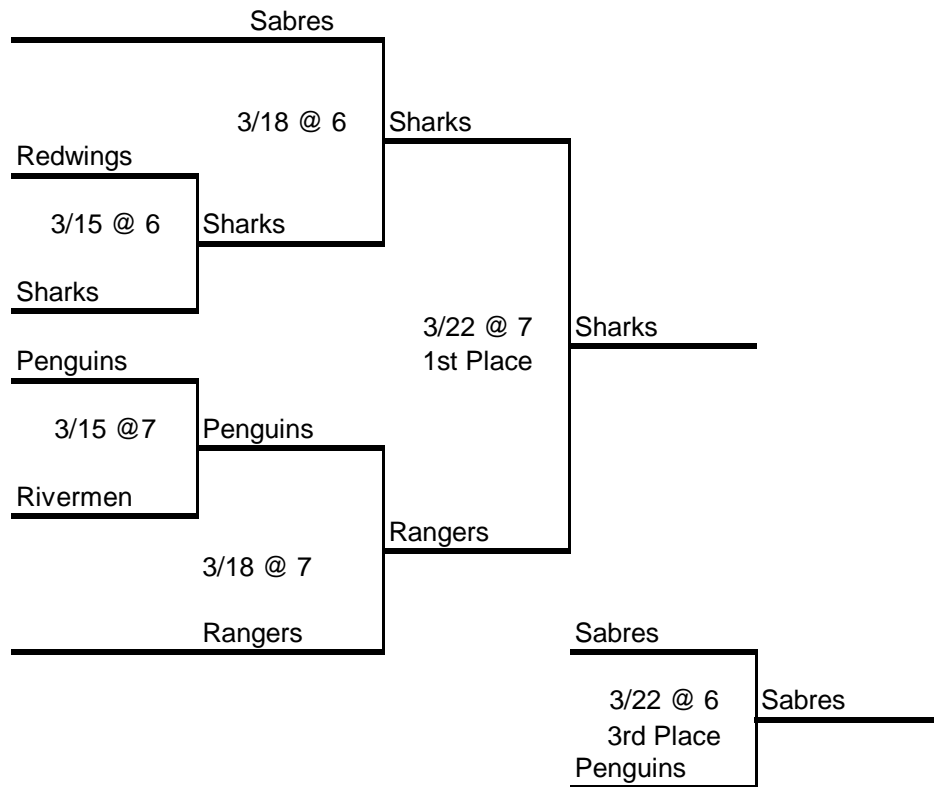 Sabres
3/18 @ 6
Sharks
Redwings
3/15 @ 6
Sharks
Sharks
3/22 @ 7
1st Place
Sharks
Penguins
3/15 @7
Penguins
Rivermen
Rangers
3/18 @ 7
Rangers
Sabres
3/22 @ 6
3rd Place
Sabres
Penguins